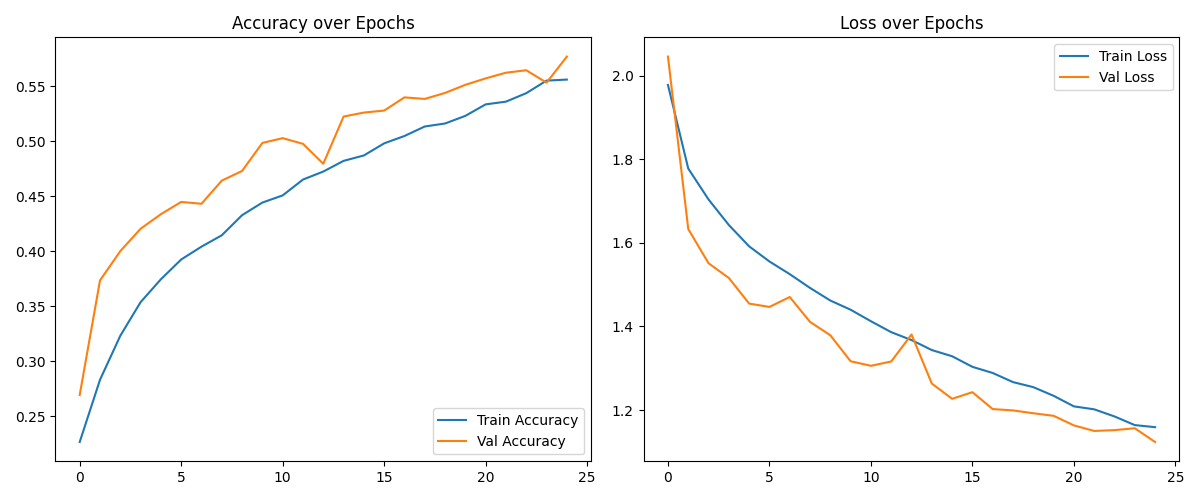 Accuracy over Epochs
0.55
0.50
0.45
0.40
0.35
0.30
0.25
0 5 10 15 20 25
Train Accuracy
Val Accuracy
Loss over Epochs
2.0
1.8
1.6
1.4
1.2
0 5 10 15 20 25
Train Loss
Val Loss